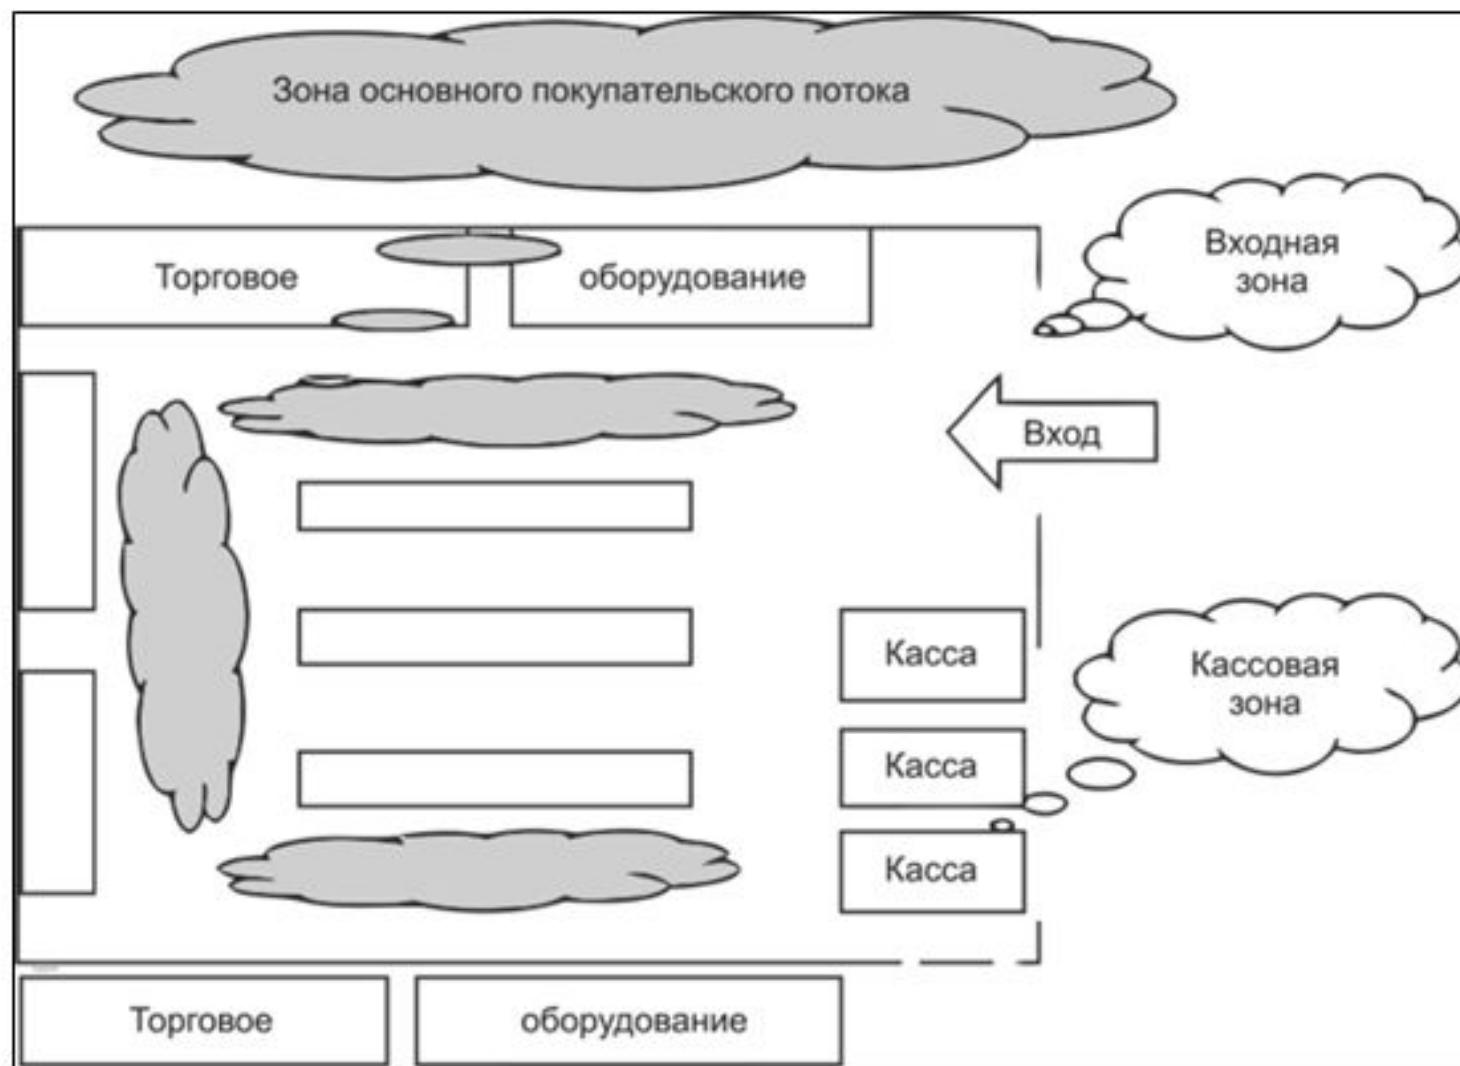 Зона основного покупательского потока
Входная
зона
Торговое оборудование
Вход
Касса
Кассовая
зона
Касса
Касса
Торговое оборудование